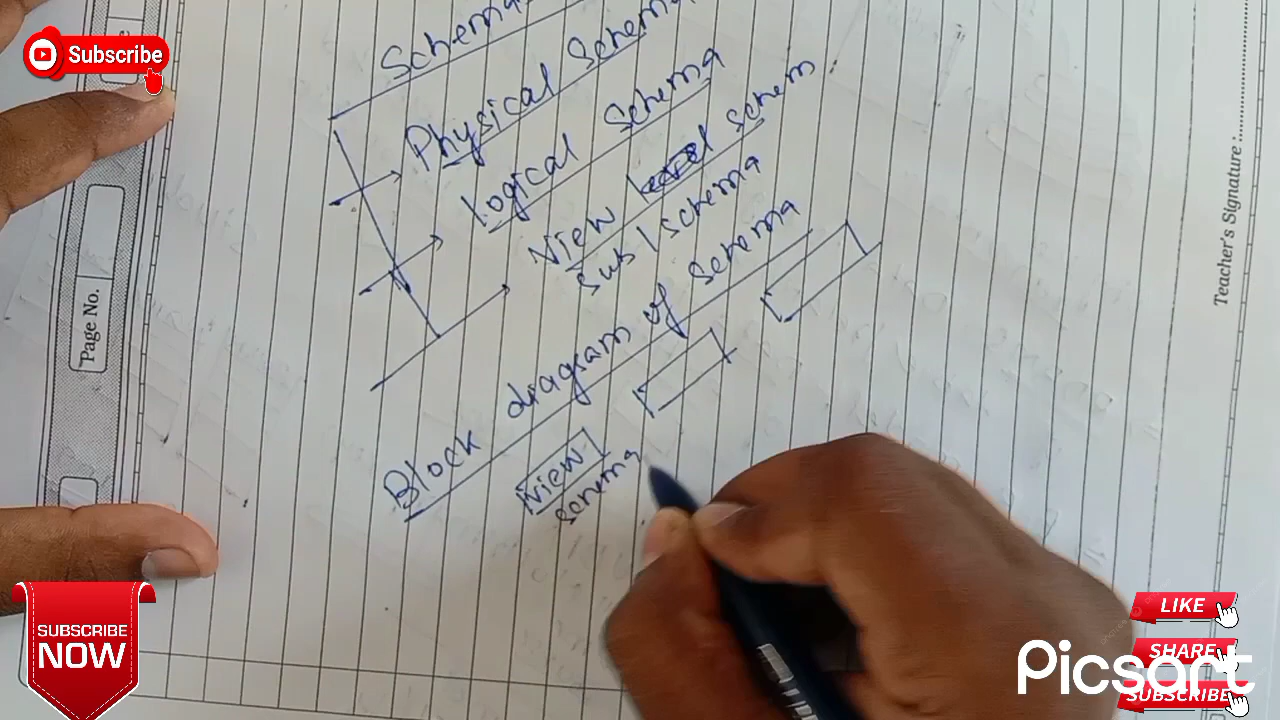 Subscribe
Schema
Physical Schema
Logical Schema
View schem
Sub / Schema
Block diagram of Schema
View
schema
Page No.
Teacher's Signature :
SUBSCRIBE
NOW
LIKE
SHARE
SUBSCRIBE
Picsart